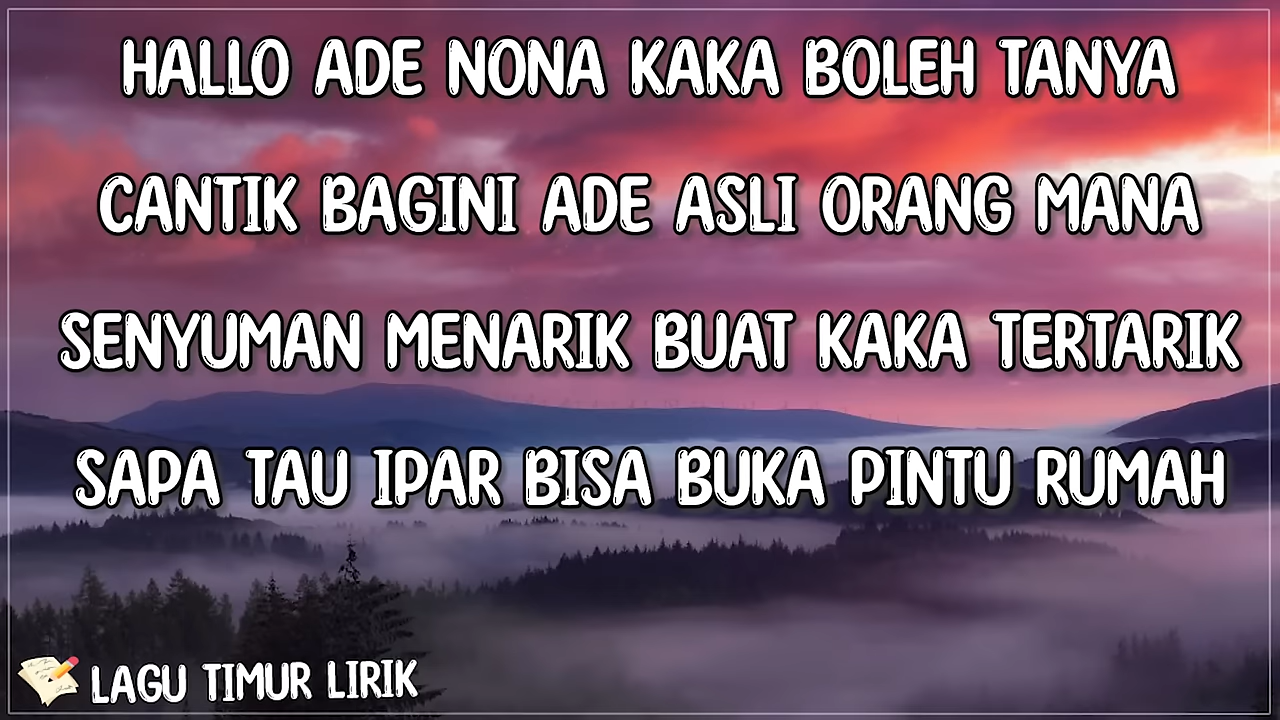 HALLO ADE NONA KAKA BOLEH TANYA
CANTIK BAGINI ADE ASLI ORANG MANA
SENYUMAN MENARIK BUAT KAKA TERTARIK
SAPA TAU IPAR BISA BUKA PINTU RUMAH
LAGU TIMUR LIRIK